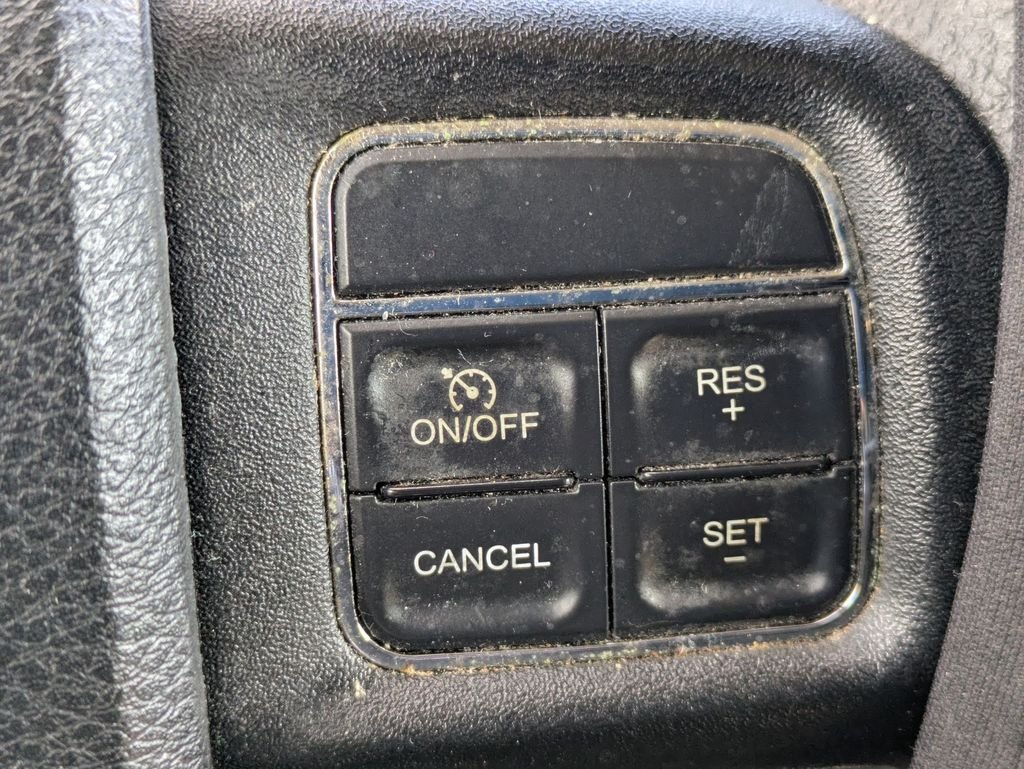 ON/OFF
RES
+
CANCEL
SET
-